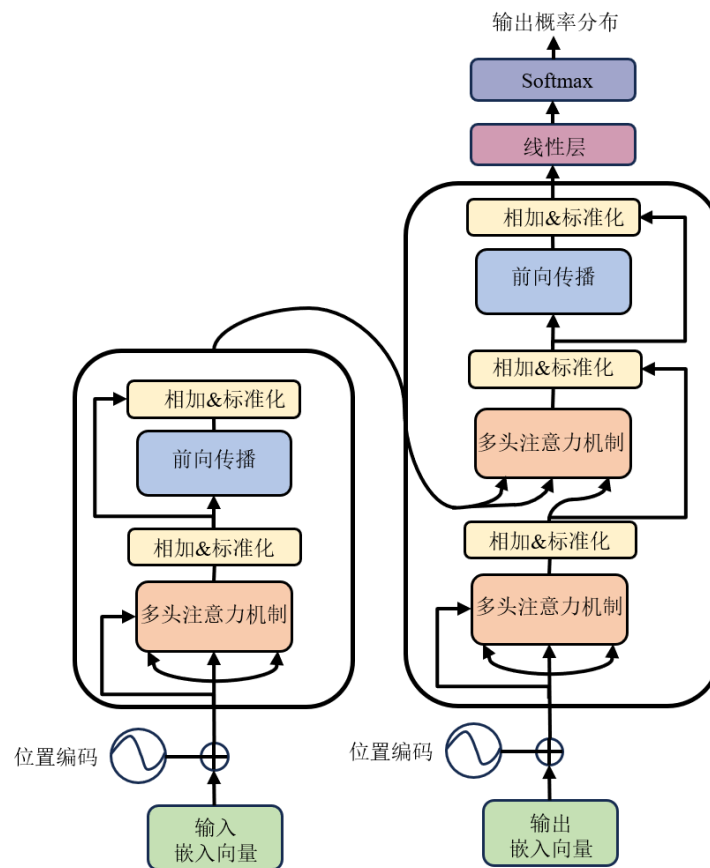 输出概率分布
Softmax
线性层
相加&标准化
前向传播
相加&标准化
多头注意力机制
相加&标准化
多头注意力机制
相加&标准化
前向传播
相加&标准化
多头注意力机制
位置编码
位置编码
输入
嵌入向量
输出
嵌入向量